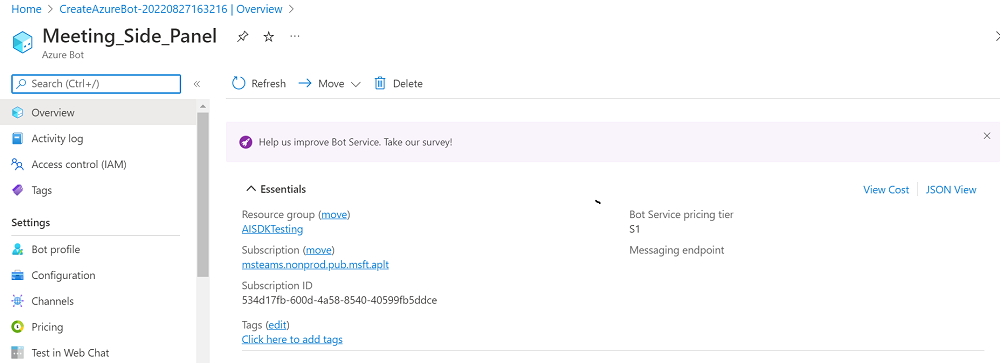 Home > CreateAzureBot-20220827163216 | Overview >
Meeting_Side_Panel
Azure Bot
Search (Ctrl+/)
Refresh Move Delete
Overview
Activity log
Access control (IAM)
Tags
Settings
Bot profile
Configuration
Channels
Pricing
Test in Web Chat
Help us improve Bot Service. Take our survey!
Essentials
View Cost JSON View
Resource group (move)
AISDKTesting
Subscription (move)
msteams.nonprod.pub.msft.aplt
Subscription ID
534d17fb-600d-4a58-8540-40599fb5ddce
Tags (edit)
Click here to add tags
Bot Service pricing tier
S1
Messaging endpoint